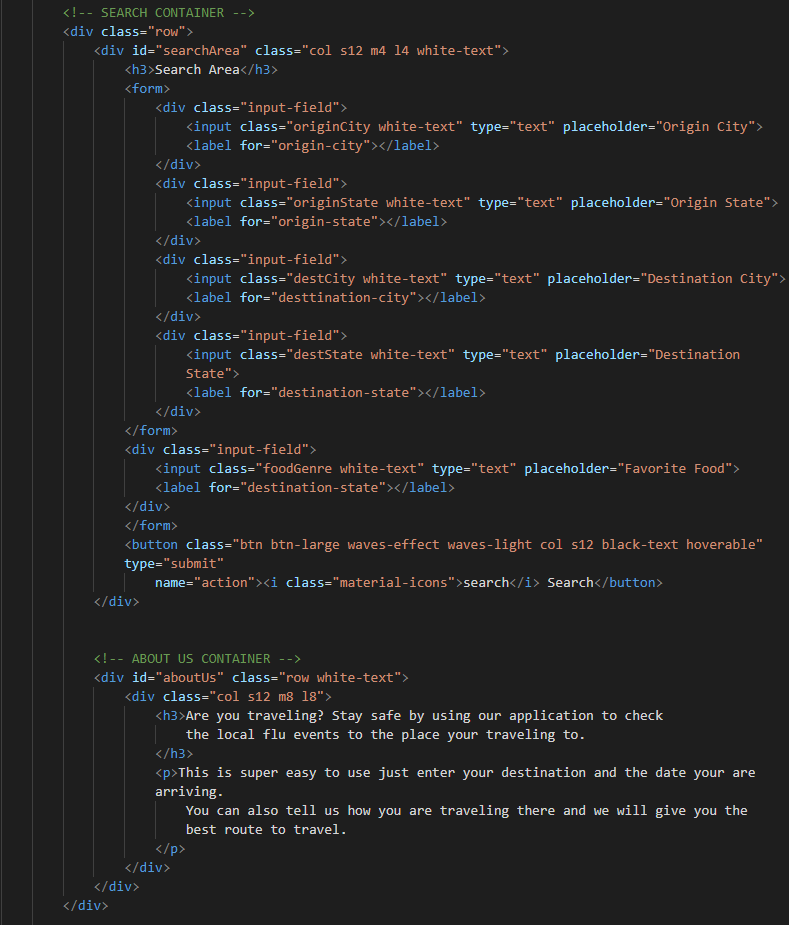 <!-- SEARCH CONTAINER -->
<div class="row">
<div id="searchArea" class="col s12 m4 l4 white-text">
<h3>Search Area</h3>
<form>
<div class="input-field">
<input class="originCity white-text" type="text" placeholder="Origin City">
<label for="origin-city"></label>
</div>
<div class="input-field">
<input class="originState white-text" type="text" placeholder="Origin State">
<label for="origin-state"></label>
</div>
<div class="input-field">
<input class="destCity white-text" type="text" placeholder="Destination City">
<label for="desttination-city"></label>
</div>
<div class="input-field">
<input class="destState white-text" type="text" placeholder="Destination
State">
<label for="destination-state"></label>
</div>
</form>
<div class="input-field">
<input class="foodGenre white-text" type="text" placeholder="Favorite Food">
<label for="destination-state"></label>
</div>
</form>
<button class="btn btn-large waves-effect waves-light col s12 black-text hoverable"
type="submit"
name="action"><i class="material-icons">search</i> Search</button>
</div>
<!-- ABOUT US CONTAINER -->
<div id="aboutUs" class="row white-text">
<div class="col s12 m8 l8">
<h3>Are you traveling? Stay safe by using our application to check
the local flu events to the place your traveling to.
</h3>
<p>This is super easy to use just enter your destination and the date your are
arriving.
You can also tell us how you are traveling there and we will give you the
best route to travel.
</p>
</div>
</div>
</div>